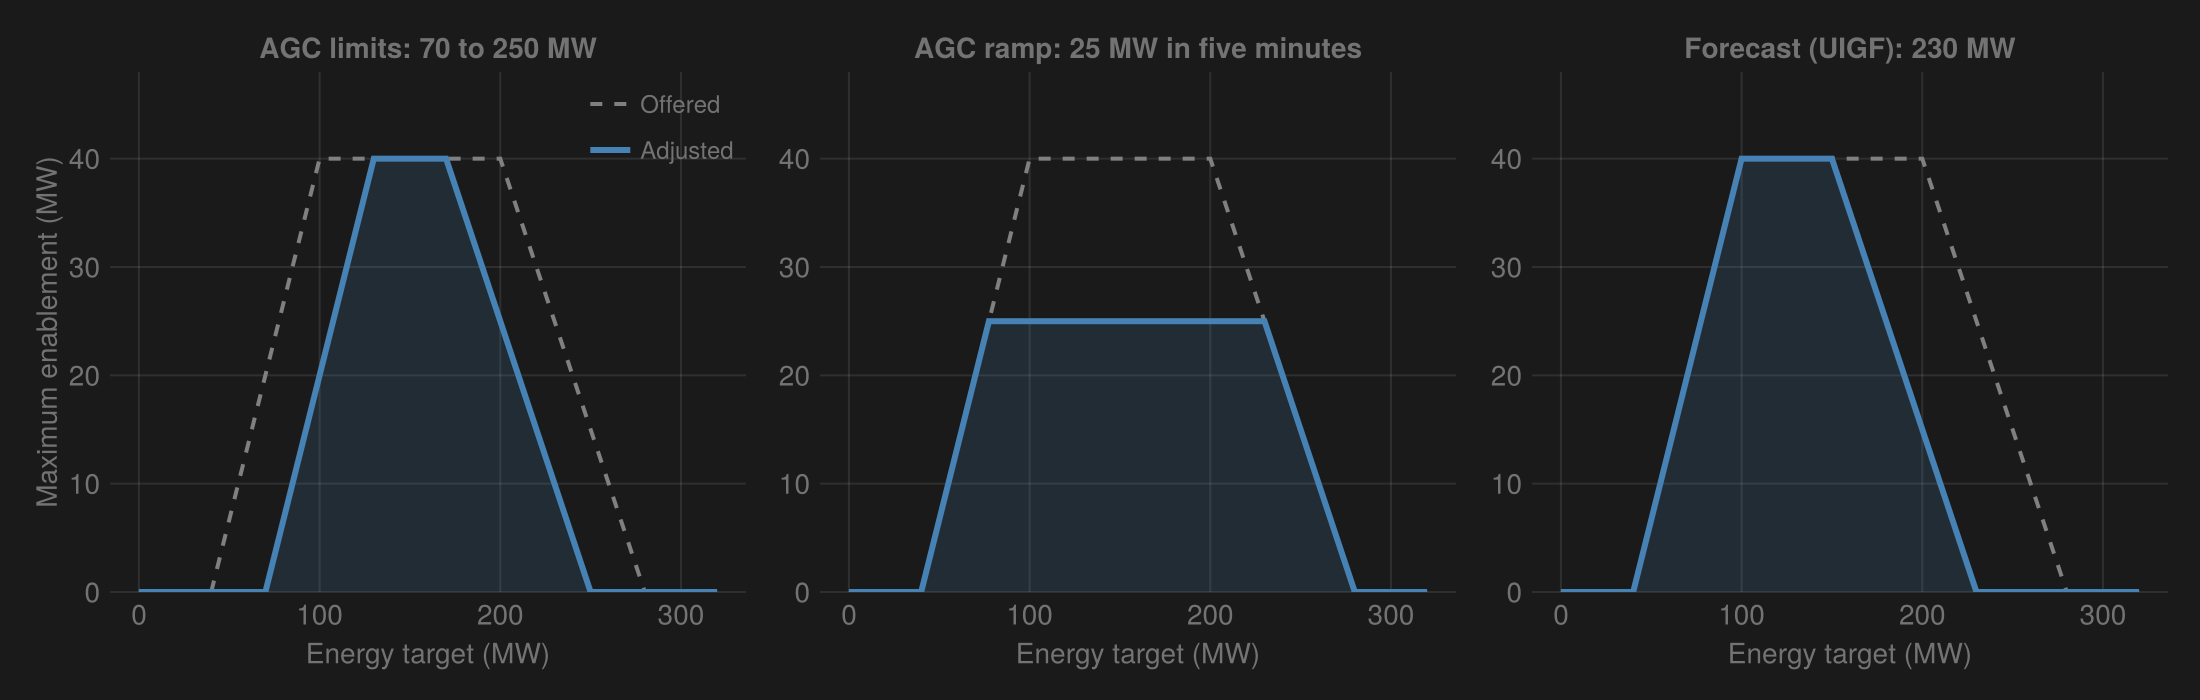 AGC limits: 70 to 250 MW
Offered
Adjusted
Maximum enablement (MW)
40
30
20
10
0
0 100 200 300
Energy target (MW)
AGC ramp: 25 MW in five minutes
40
30
20
10
0
0 100 200 300
Energy target (MW)
Forecast (UIGF): 230 MW
40
30
20
10
0
0 100 200 300
Energy target (MW)